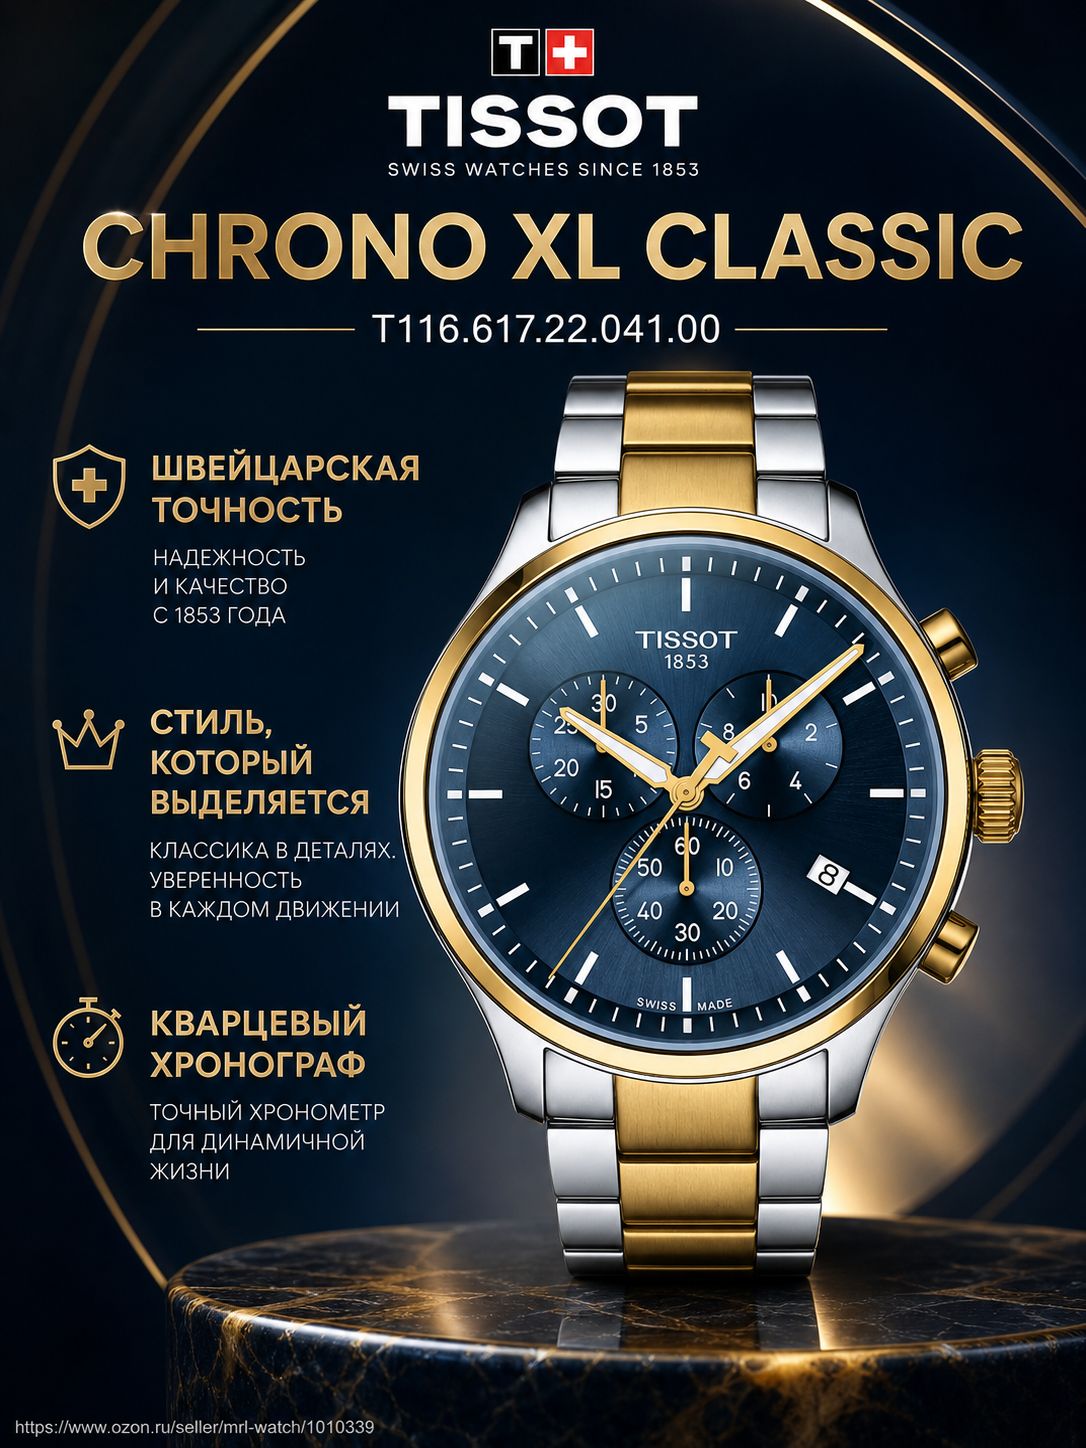 T+
TISSOT
SWISS WATCHES SINCE 1853
CHRONO XL CLASSIC
T116.617.22.041.00
ШВЕЙЦАРСКАЯ
ТОЧНОСТЬ
НАДЕЖНОСТЬ
И КАЧЕСТВО
С 1853 ГОДА
СТИЛЬ,
КОТОРЫЙ
ВЫДЕЛЯЕТСЯ
КЛАССИКА В ДЕТАЛЯХ.
УВЕРЕННОСТЬ
В КАЖДОМ ДВИЖЕНИИ
КВАРЦЕВЫЙ
ХРОНОГРАФ
ТОЧНЫЙ ХРОНОМЕТР
ДЛЯ ДИНАМИЧНОЙ
ЖИЗНИ
TISSOT
1853
30
5
15
20
25
10
2
4
6
8
60
10
20
30
40
50
8
SWISS MADE
https://www.ozon.ru/seller/mrl-watch/1010339